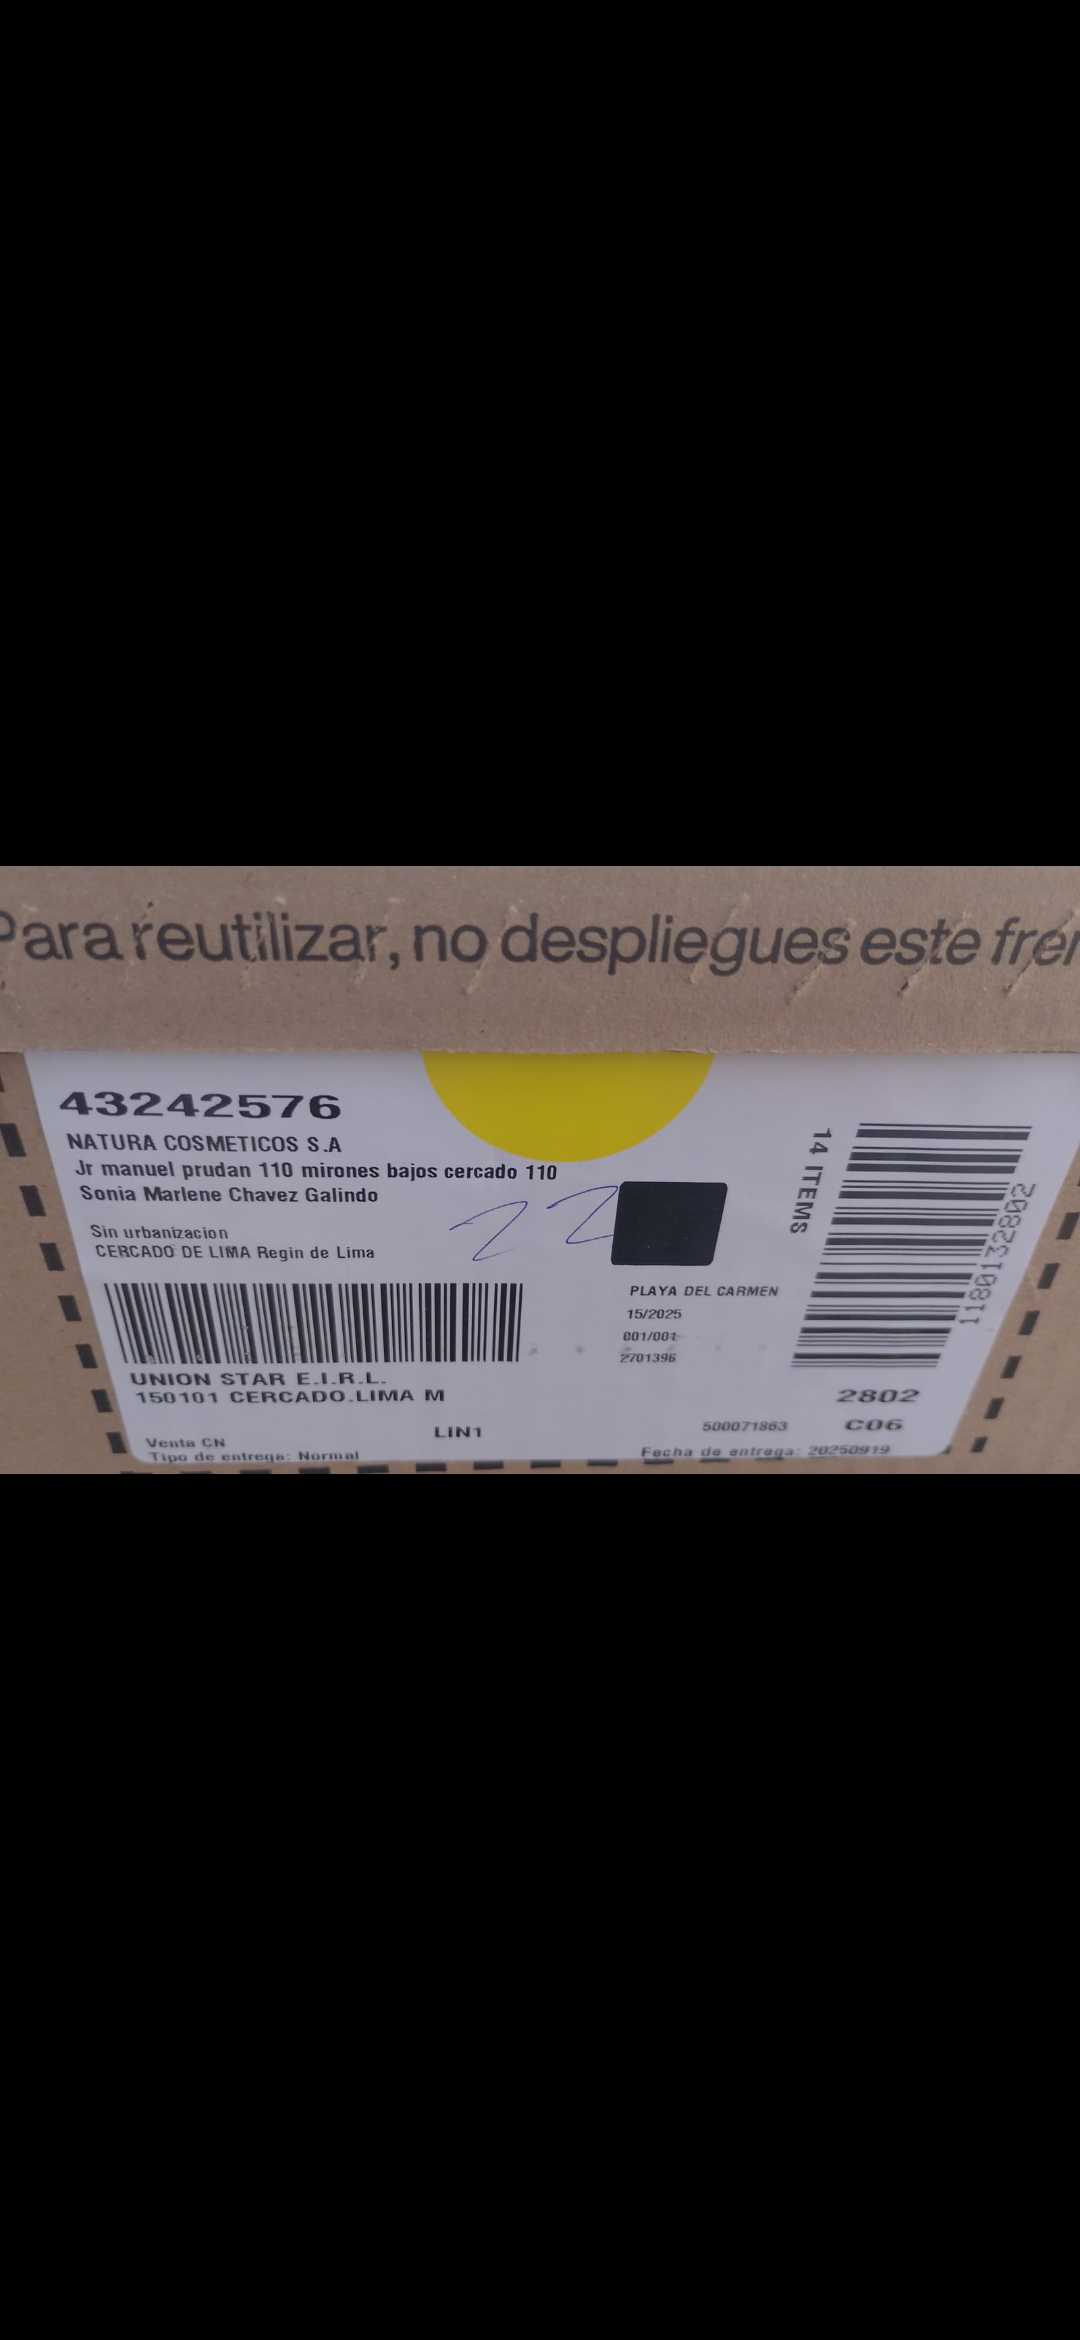 Para reutilizar, no despliegues este fren
43242576
NATURA COSMETICOS S.A
Jr manuel prudan 110 mirones bajos cercado 110
Sonia Marlene Chavez Galindo
22
Sin urbanizacion
CERCADO DE LIMA Regin de Lima
14 ITEMS
1180132802
PLAYA DEL CARMEN
15/2025
001/001
2701396
UNION STAR E.I.R.L.
150101 CERCADO.LIMA M
2802
LIN1
500071863
C06
Venta CN
Tipo de entrega: Normal
Fecha de entrega: 20250919